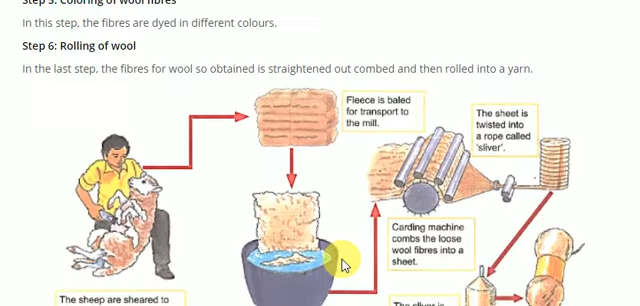 Step 5: Coloring of wool fibres
In this step, the fibres are dyed in different colours.
Step 6: Rolling of wool
In the last step, the fibres for wool so obtained is straightened out combed and then rolled into a yarn.
Fleece is baled
for transport to
the mill.
The sheet is
twisted into
a rope called
'sliver'.
Carding machine
combs the loose
wool fibres into a
sheet.
The sheep are sheared to
The sliver is